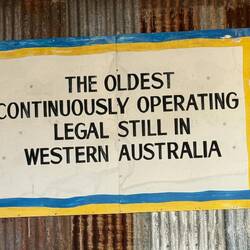 THE OLDEST
CONTINUOUSLY OPERATING
LEGAL STILL IN
WESTERN AUSTRALIA